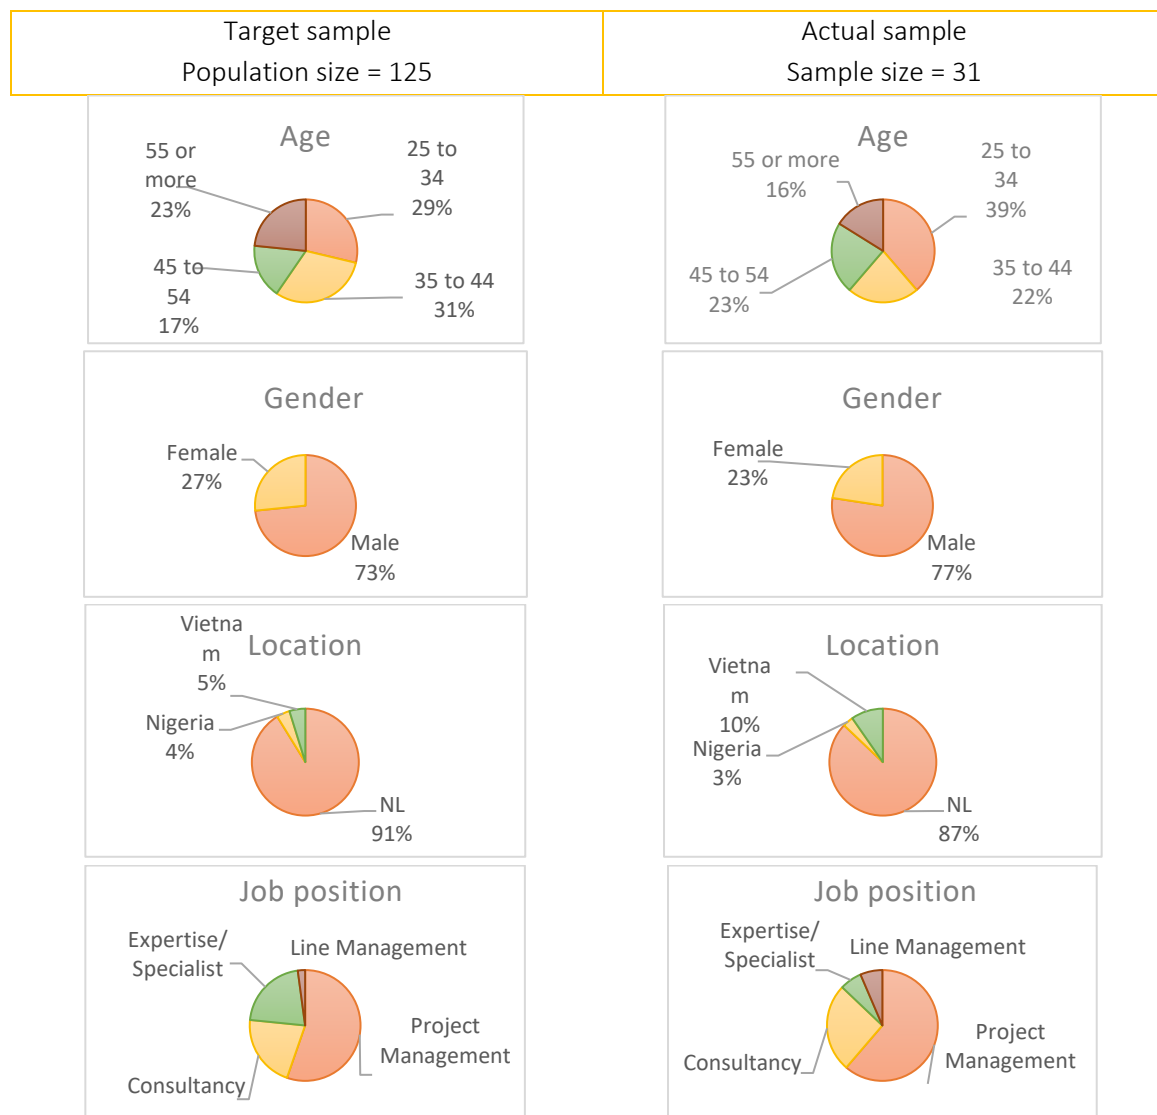 Target sample
Population size = 125
Actual sample
Sample size = 31
Age
55 or
more
23%
25 to
34
29%
45 to
54
17%
35 to 44
31%
Age
55 or more
16%
25 to
34
39%
45 to 54
23%
35 to 44
22%
Gender
Female
27%
Male
73%
Gender
Female
23%
Male
77%
Location
Vietna
m
5%
Nigeria
4%
NL
91%
Location
Vietna
m
10%
Nigeria
3%
NL
87%
Job position
Expertise/
Specialist
Line Management
Project
Management
Consultancy
Job position
Expertise/
Specialist
Line Management
Project
Management
Consultancy